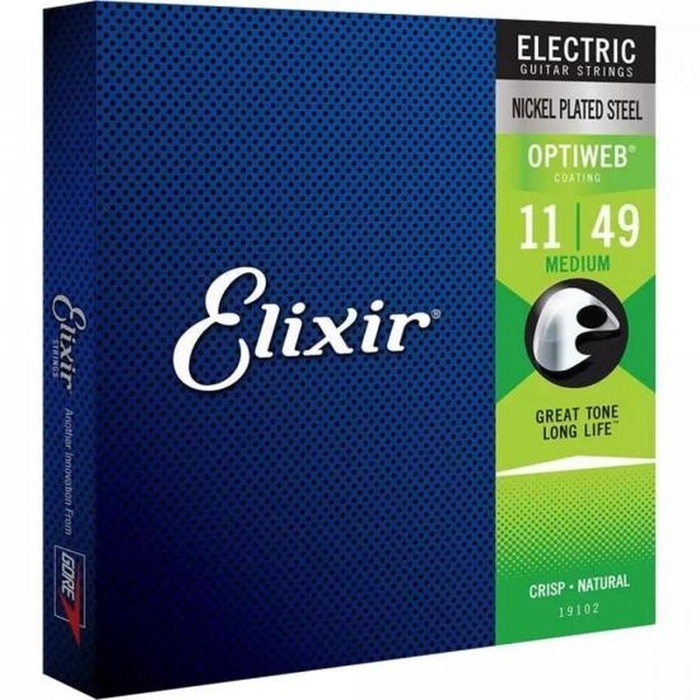 ELECTRIC
GUITAR STRINGS
NICKEL PLATED STEEL
OPTIWEB®
COATING
11 | 49
MEDIUM
Elixir®
GREAT TONE
LONG LIFE™
CRISP • NATURAL
19102
Elixir®
STRINGS
Another Innovation From
GORE